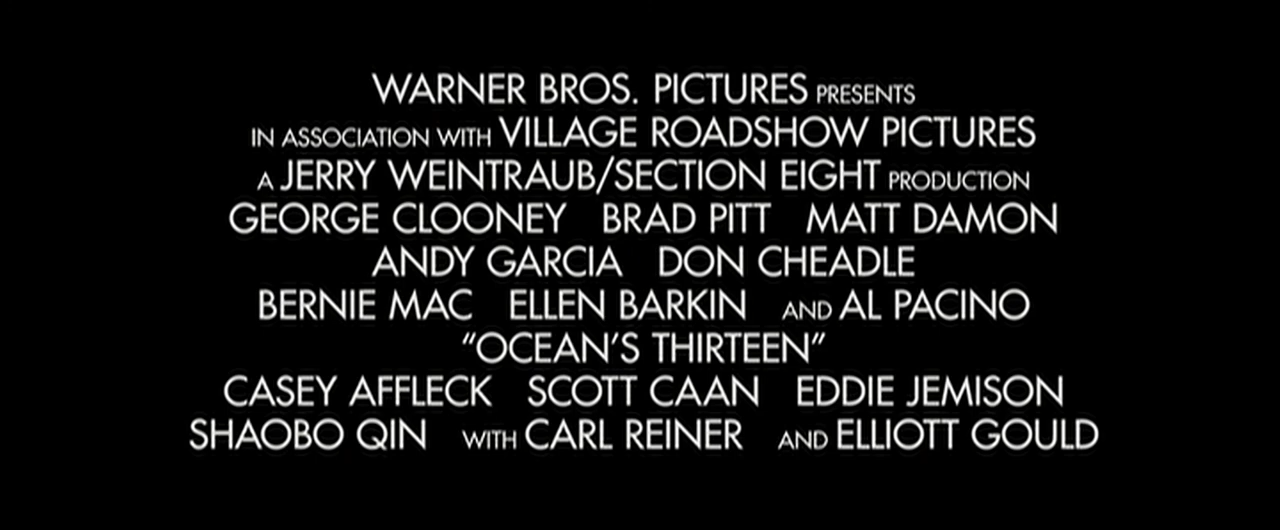 WARNER BROS. PICTURES PRESENTS
IN ASSOCIATION WITH VILLAGE ROADSHOW PICTURES
A JERRY WEINTRAUB/SECTION EIGHT PRODUCTION
GEORGE CLOONEY BRAD PITT MATT DAMON
ANDY GARCIA DON CHEADLE
BERNIE MAC ELLEN BARKIN AND AL PACINO
“OCEAN’S THIRTEEN”
CASEY AFFLECK SCOTT CAAN EDDIE JEMISON
SHAOBO QIN WITH CARL REINER AND ELLIOTT GOULD